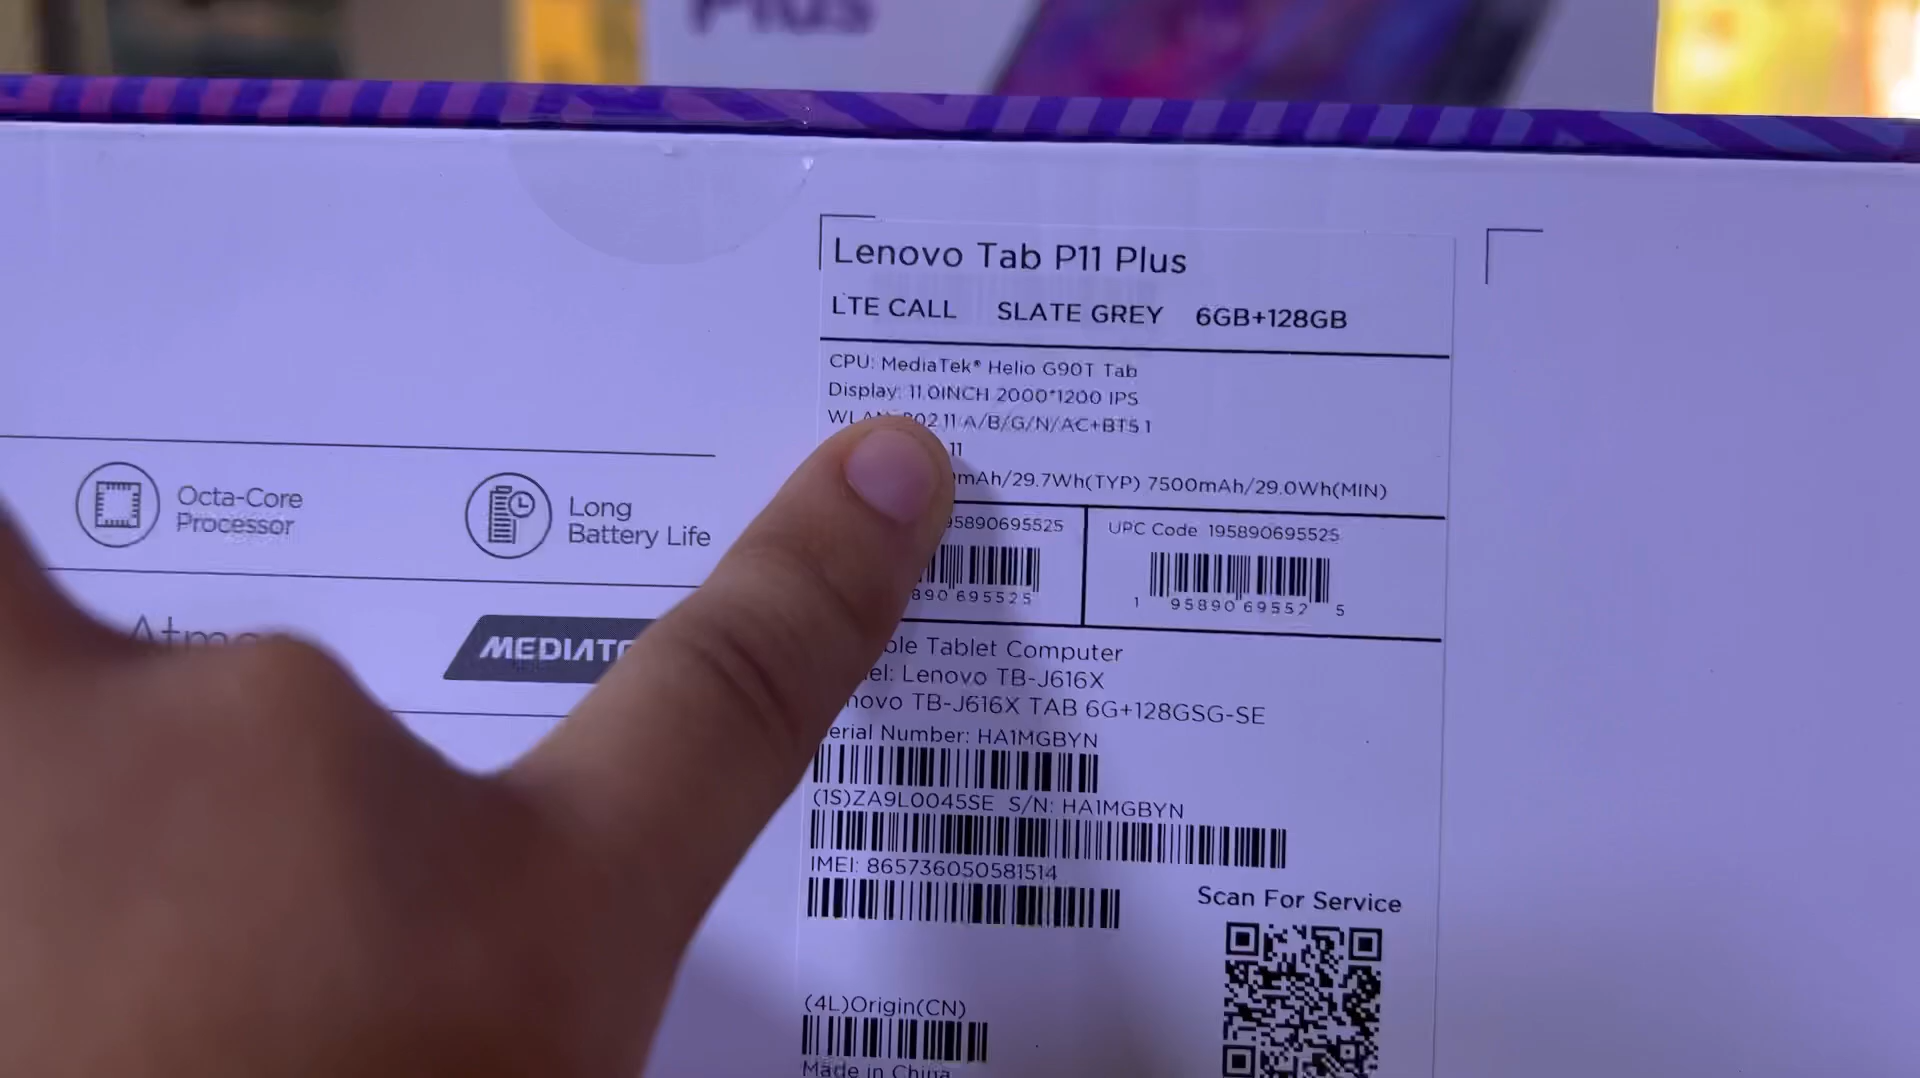 Plus
Lenovo Tab P11 Plus
LTE CALL SLATE GREY 6GB+128GB
CPU: MediaTek® Helio G90T Tab
Display: 11.0INCH 2000*1200 IPS
WLAN: 802.11 A/B/G/N/AC+BT5.1
11
mAh/29.7Wh(TYP) 7500mAh/29.0Wh(MIN)
Octa-Core
Processor
Long
Battery Life
95890695525
UPC Code 195890695525
890 695525
1 95890 69552 5
MEDIAT
Tablet Computer
Lenovo TB-J616X
TB-J616X TAB 6G+128GSG-SE
Serial Number: HA1MGBYN
(1S)ZA9L0045SE S/N: HA1MGBYN
IMEI: 865736050581514
Scan For Service
(4L)Origin(CN)
Made in China